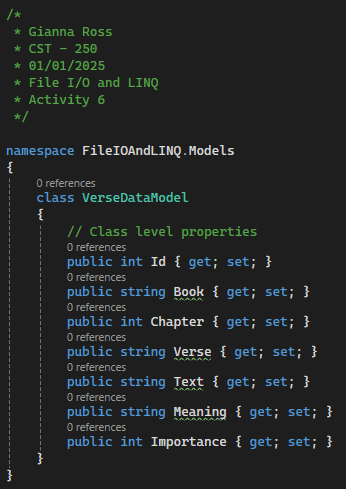 /*
 * Gianna Ross
 * CST - 250
 * 01/01/2025
 * File I/O and LINQ
 * Activity 6
 */
namespace FileIOAndLINQ.Models
{
0 references
class VerseDataModel
{
// Class level properties
0 references
public int Id { get; set; }
0 references
public string Book { get; set; }
0 references
public int Chapter { get; set; }
0 references
public string Verse { get; set; }
0 references
public string Text { get; set; }
0 references
public string Meaning { get; set; }
0 references
public int Importance { get; set; }
}
}